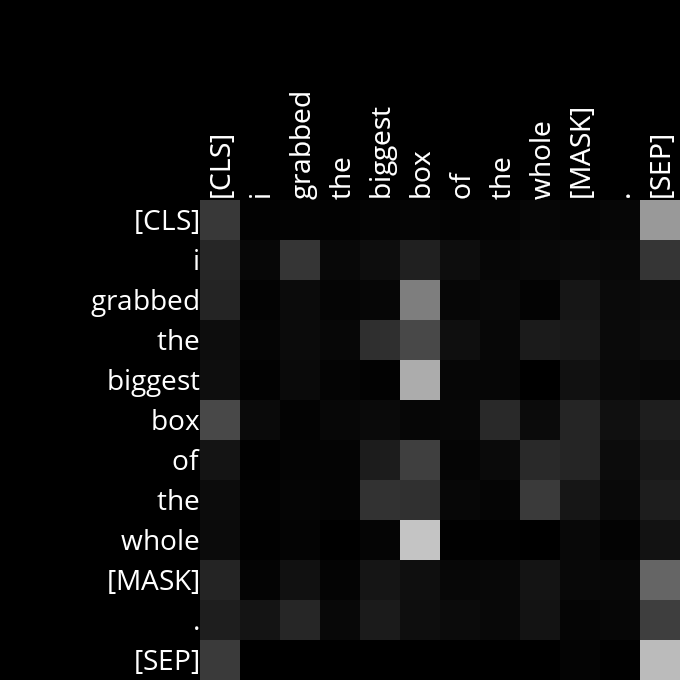 [CLS] i grabbed the biggest box of the whole [MASK] . [SEP]
[CLS]
i
grabbed
the
biggest
box
of
the
whole
[MASK]
.
[SEP]